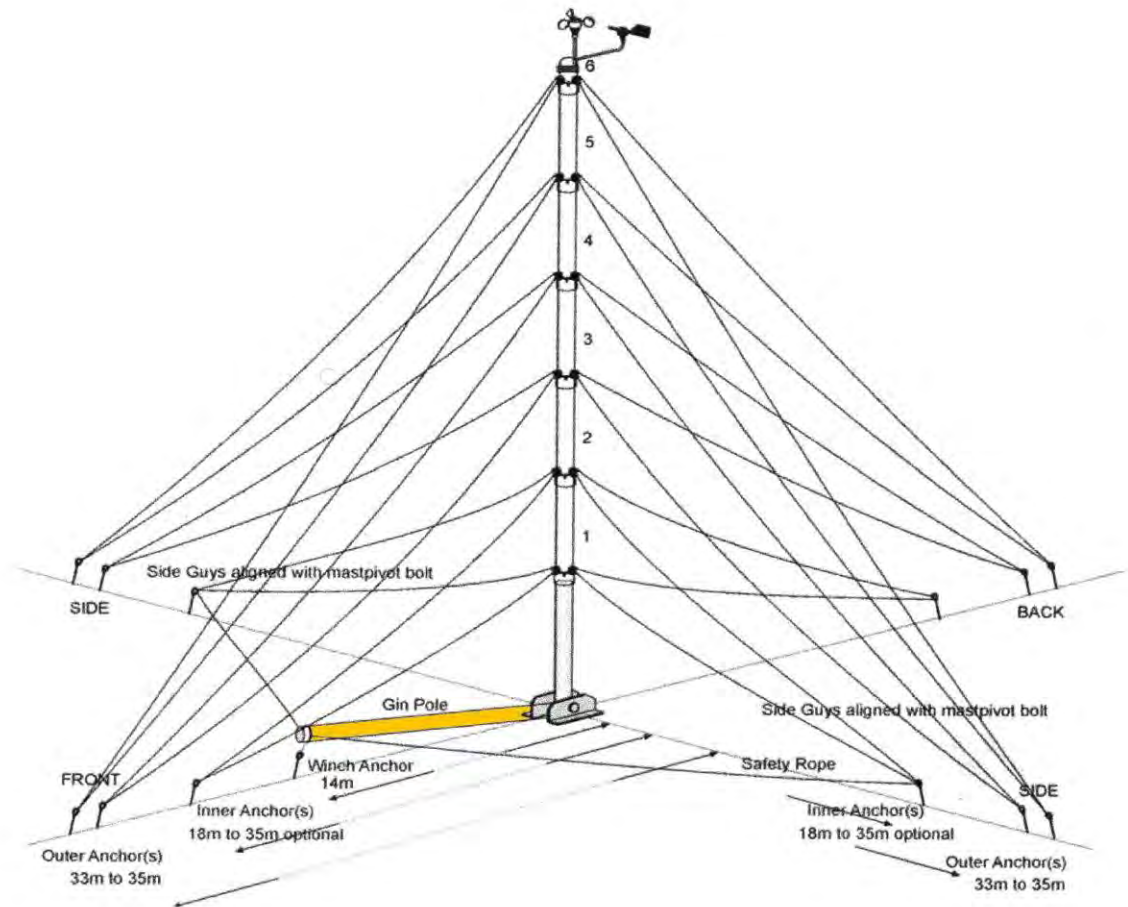 6
5
4
3
2
1
Side Guys aligned with mastpivot bolt
SIDE
BACK
Gin Pole
Side Guys aligned with mastpivot bolt
FRONT
Winch Anchor
14m
Safety Rope
SIDE
Inner Anchor(s)
18m to 35m optional
Inner Anchor(s)
18m to 35m optional
Outer Anchor(s)
33m to 35m
Outer Anchor(s)
33m to 35m